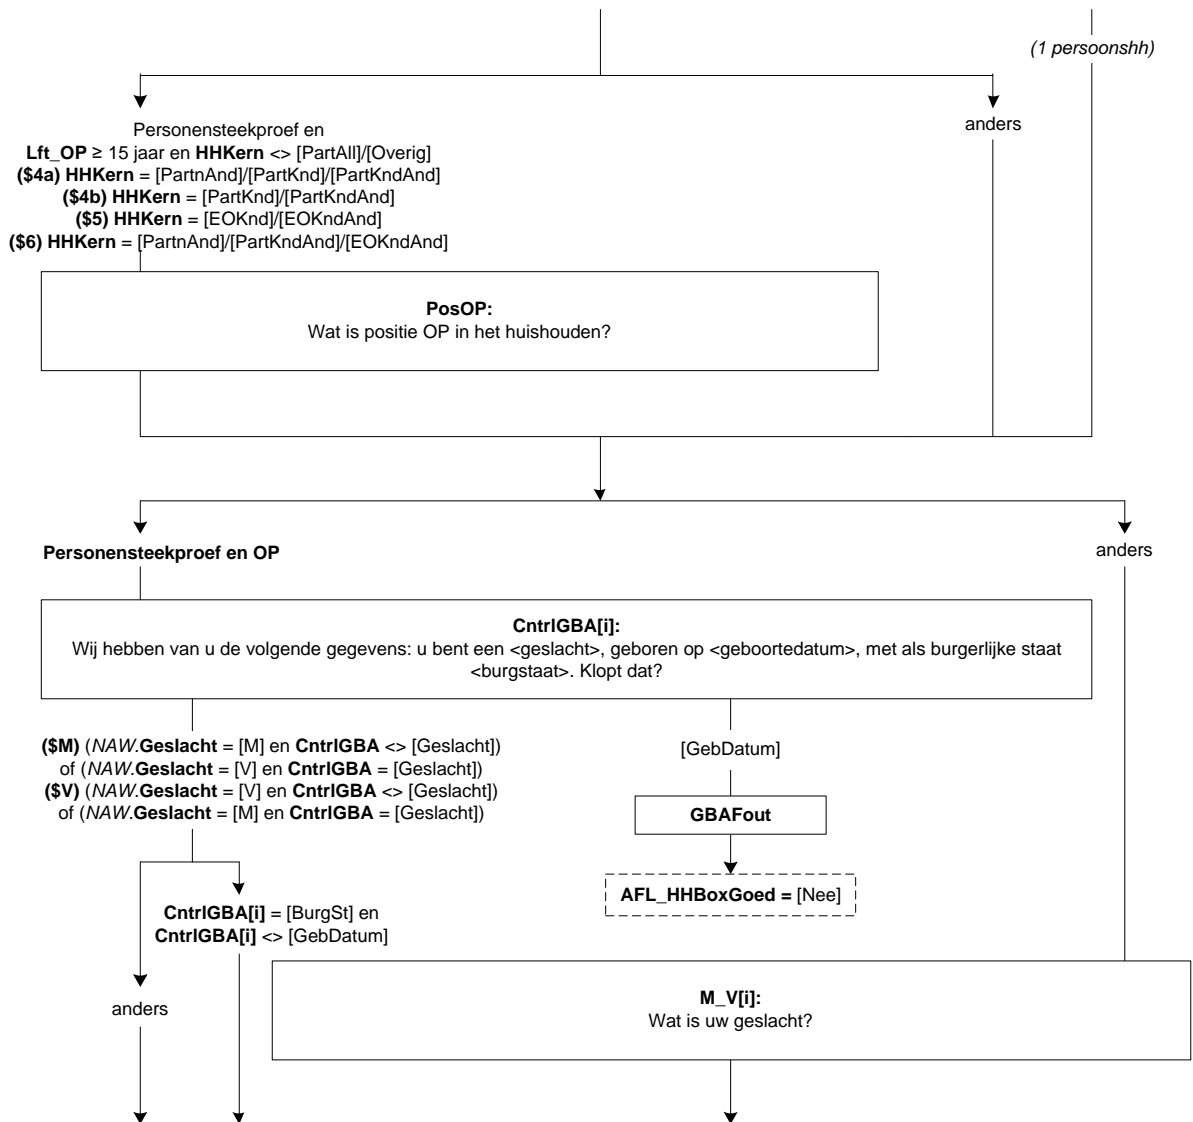 (1 persoonshh)
Personensteekproef en
Lft_OP ≥ 15 jaar en HHKern <> [PartAll]/[Overig]
($4a) HHKern = [PartnAnd]/[PartKnd]/[PartKndAnd]
($4b) HHKern = [PartKnd]/[PartKndAnd]
($5) HHKern = [EOKnd]/[EOKndAnd]
($6) HHKern = [PartnAnd]/[PartKndAnd]/[EOKndAnd]
anders
PosOP:
Wat is positie OP in het huishouden?
Personensteekproef en OP
anders
CntrlGBA[i]:
Wij hebben van u de volgende gegevens: u bent een <geslacht>, geboren op <geboortedatum>, met als burgerlijke staat
<burgstaat>. Klopt dat?
($M) (NAW.Geslacht = [M] en CntrlGBA <> [Geslacht])
of (NAW.Geslacht = [V] en CntrlGBA = [Geslacht])
($V) (NAW.Geslacht = [V] en CntrlGBA <> [Geslacht])
of (NAW.Geslacht = [M] en CntrlGBA = [Geslacht])
[GebDatum]
GBAFout
AFL_HHBoxGoed = [Nee]
CntrlGBA[i] = [BurgSt] en
CntrlGBA[i] <> [GebDatum]
anders
M_V[i]:
Wat is uw geslacht?